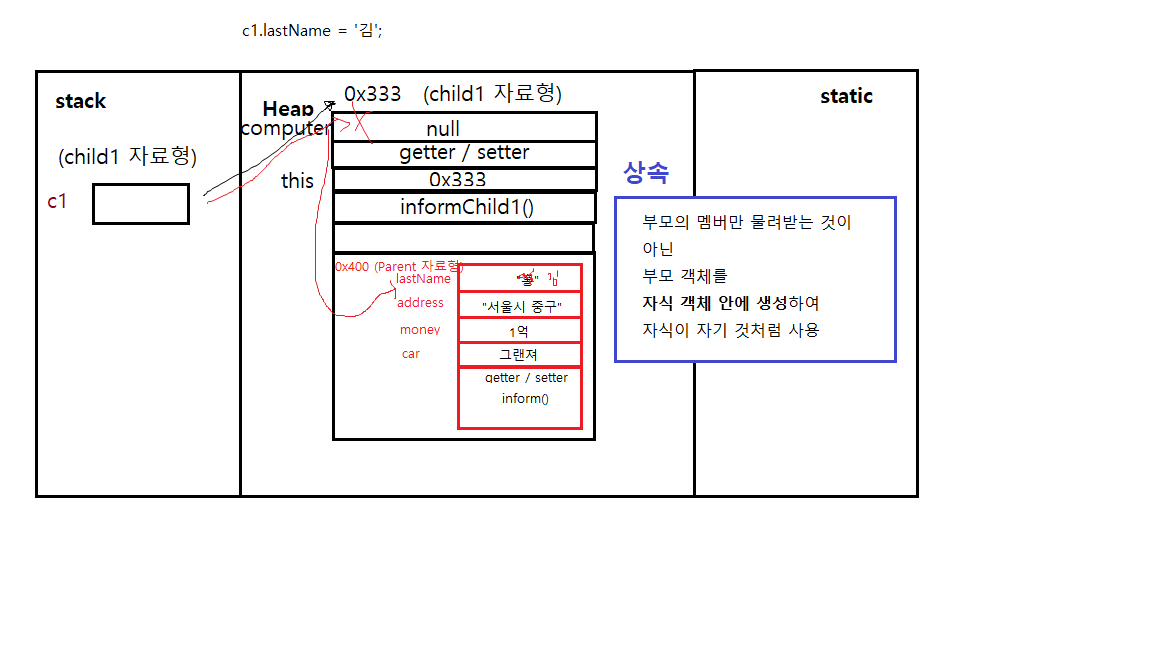 c1.lastName = '김';
stack
(child1 자료형)
c1
Heap
0x333 (child1 자료형)
computer
null
getter / setter
this
0x333
informChild1()
0x400 (Parent 자료형)
lastName
"홍" 김
address
"서울시 중구"
money
1억
car
그랜져
getter / setter
inform()
static
상속
부모의 멤버만 물려받는 것이
아닌
부모 객체를
자식 객체 안에 생성하여
자식이 자기 것처럼 사용